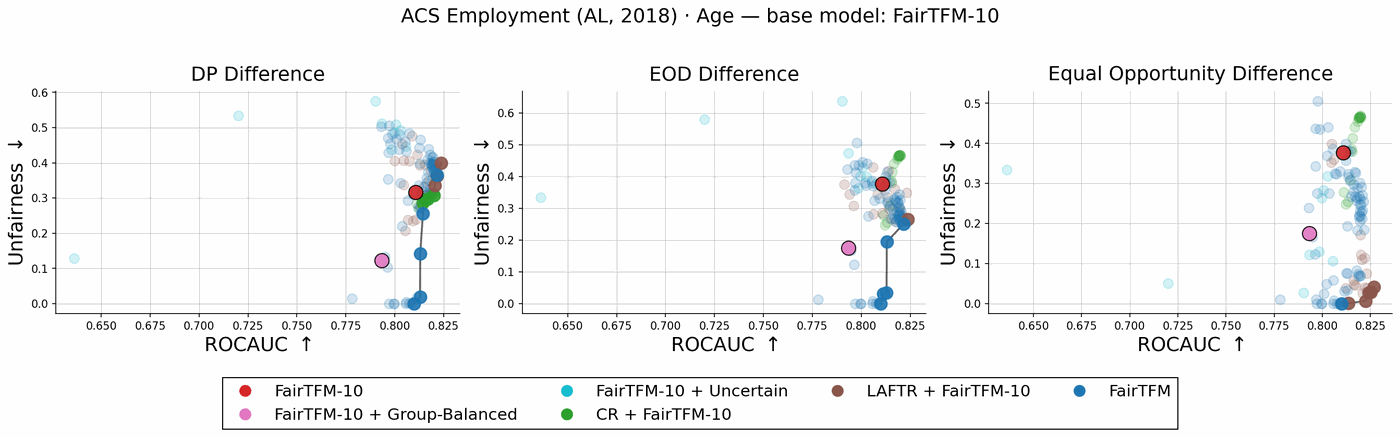 ACS Employment (AL, 2018) · Age — base model: FairTFM-10
DP Difference
Unfairness ↓
0.6
0.5
0.4
0.3
0.2
0.1
0.0
0.650 0.675 0.700 0.725 0.750 0.775 0.800 0.825
ROCAUC ↑
EOD Difference
Unfairness ↓
0.6
0.5
0.4
0.3
0.2
0.1
0.0
0.650 0.675 0.700 0.725 0.750 0.775 0.800 0.825
ROCAUC ↑
Equal Opportunity Difference
Unfairness ↓
0.5
0.4
0.3
0.2
0.1
0.0
0.650 0.675 0.700 0.725 0.750 0.775 0.800 0.825
ROCAUC ↑
FairTFM-10
FairTFM-10 + Group-Balanced
FairTFM-10 + Uncertain
CR + FairTFM-10
LAFTR + FairTFM-10
FairTFM